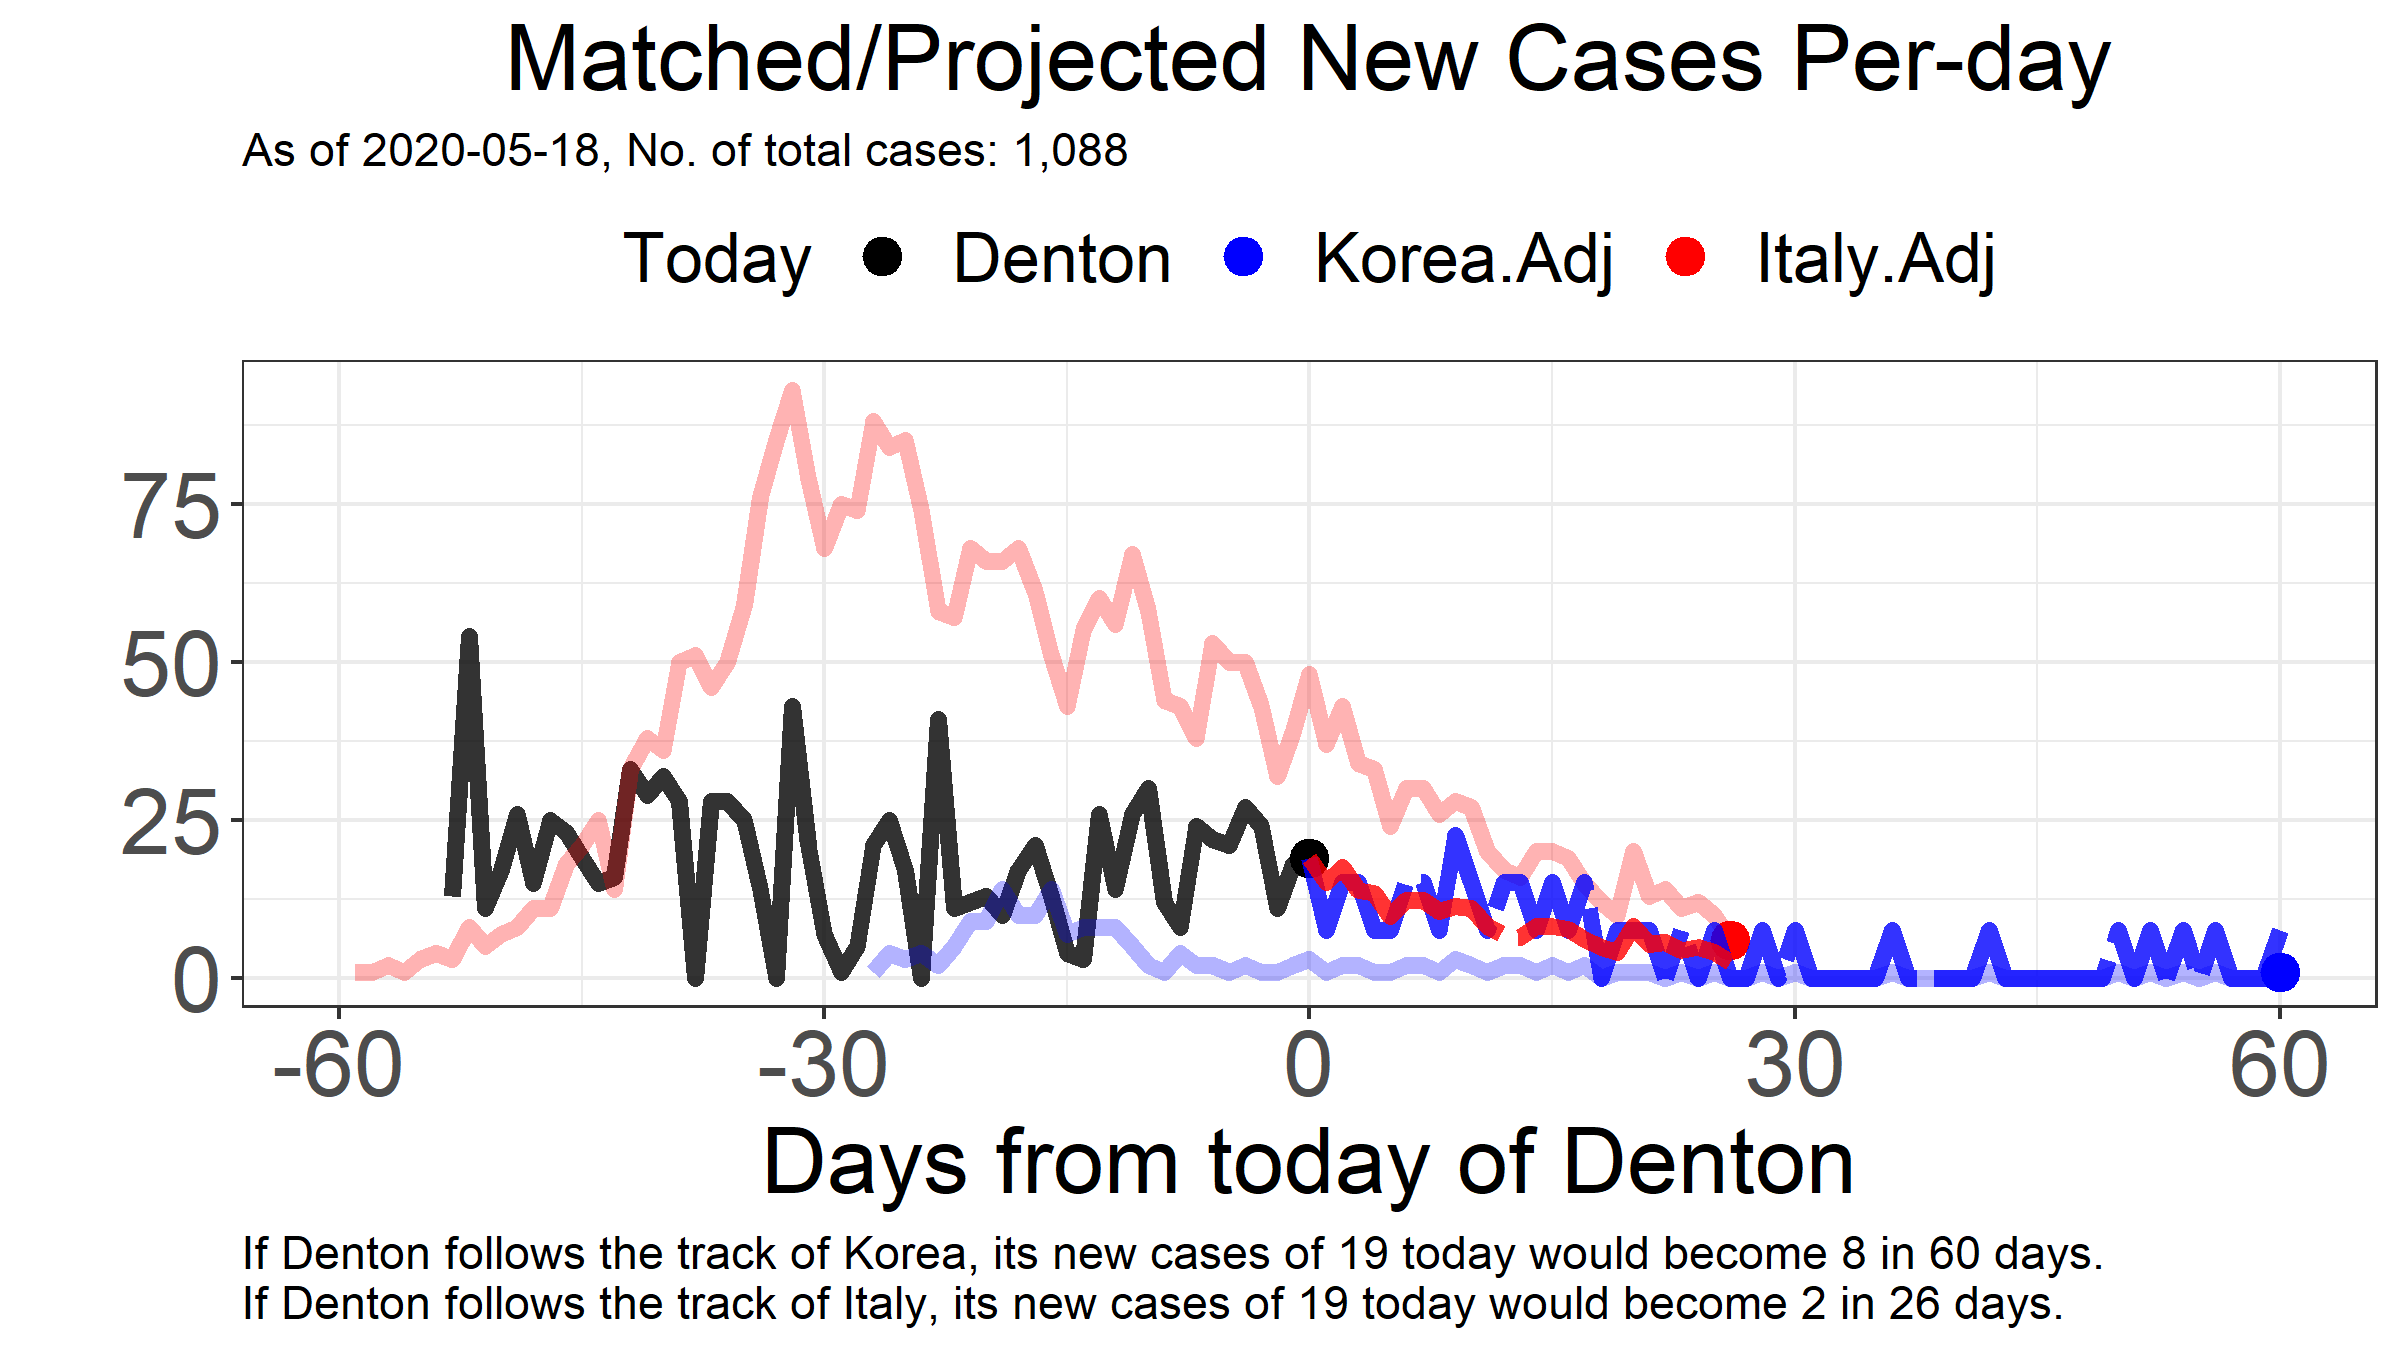 Matched/Projected New Cases Per-day
As of 2020-05-18, No. of total cases: 1,088
Today Denton Korea.Adj Italy.Adj
75
50
25
0
-60 -30 0 30 60
Days from today of Denton
If Denton follows the track of Korea, its new cases of 19 today would become 8 in 60 days.
If Denton follows the track of Italy, its new cases of 19 today would become 2 in 26 days.